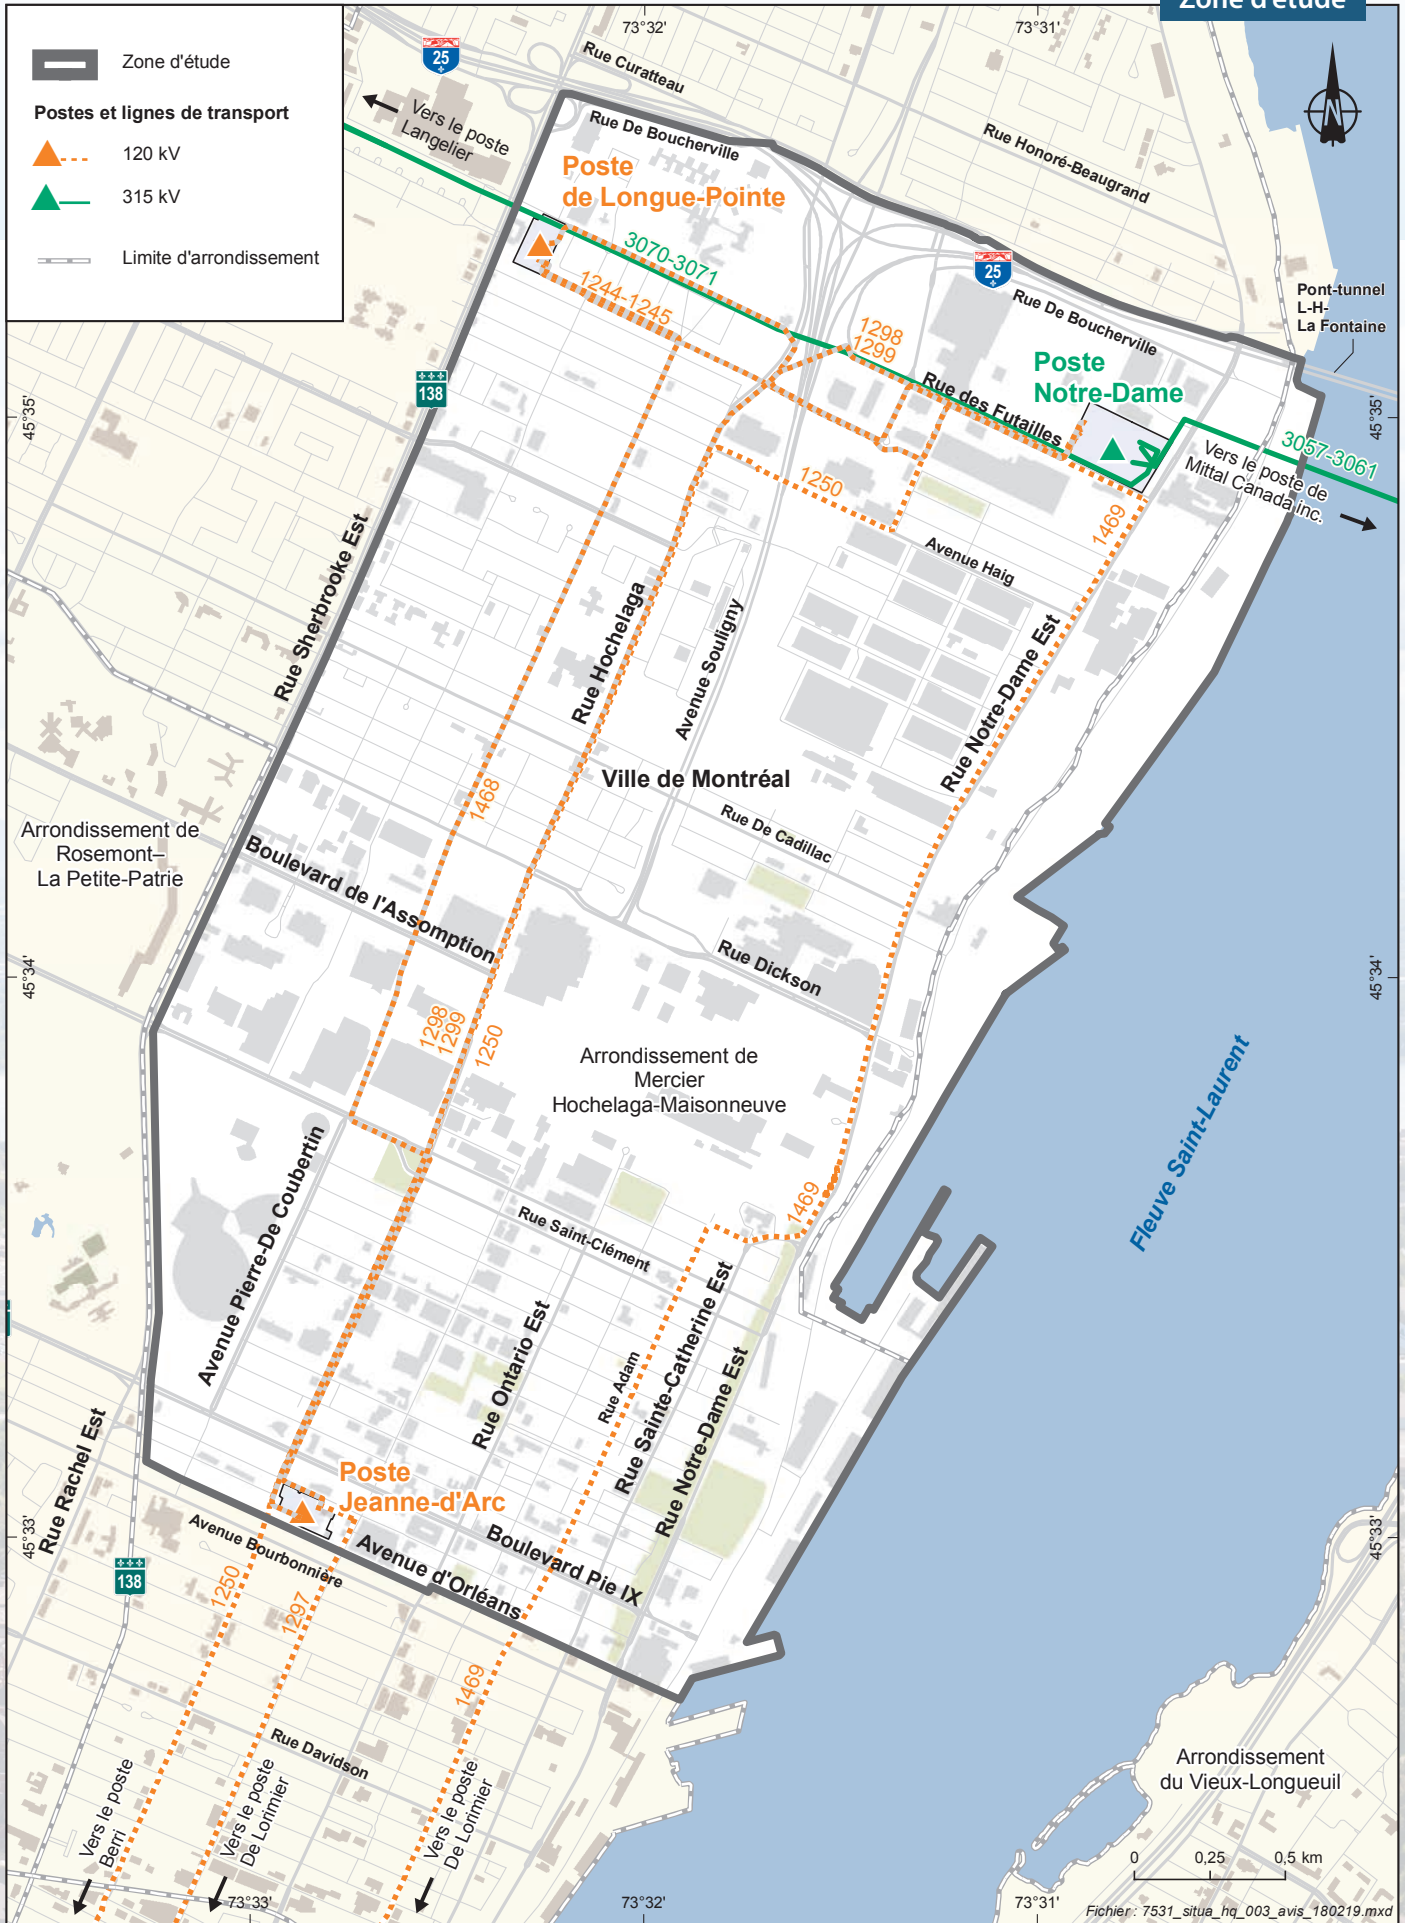 Zone d'étude
Zone d'étude
Postes et lignes de transport
120 kV
315 kV
Limite d'arrondissement
73°32'
73°31'
25
Rue Curatteau
Vers le poste
Langelier
Rue De Boucherville
Rue Honoré-Beaugrand
Poste
de Longue-Pointe
3070-3071
1244-1245
25
Rue De Boucherville
Pont-tunnel
L-H-
La Fontaine
1298
1299
Poste
Notre-Dame
Rue des Futailles
138
45°35'
45°35'
3057-3061
Vers le poste de
Mittal Canada inc.
1250
1469
Avenue Haig
Rue Sherbrooke Est
Rue Hochelaga
Avenue Souligny
Rue Notre-Dame Est
Ville de Montréal
1468
Rue De Cadillac
Arrondissement de
Rosemont–
La Petite-Patrie
Boulevard de l'Assomption
Rue Dickson
45°34'
45°34'
1298
1299
1250
Arrondissement de
Mercier
Hochelaga-Maisonneuve
Fleuve Saint-Laurent
Avenue Pierre-De Coubertin
1469
Rue Saint-Clément
Rue Ontario Est
Rue Adam
Rue Sainte-Catherine Est
Rue Notre-Dame Est
Rue Rachel Est
Poste
Jeanne-d'Arc
45°33'
45°33'
Avenue Bourbonnière
Avenue d'Orléans
Boulevard Pie IX
138
1250
1297
1469
Rue Davidson
Vers le poste
Berri
Vers le poste
De Lorimier
Vers le poste
De Lorimier
Arrondissement
du Vieux-Longueuil
0 0,25 0,5 km
73°33'
73°32'
73°31'
Fichier : 7531_situa_hq_003_avis_180219.mxd